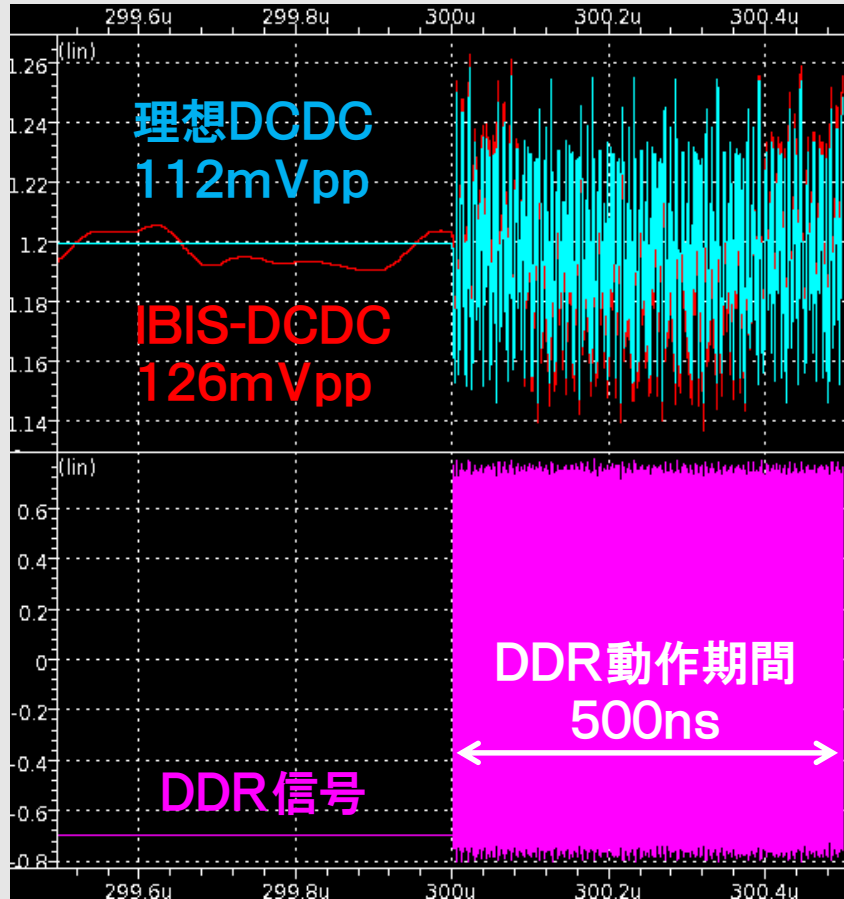 299.6u 299.8u 300u 300.2u 300.4u
(lin)
1.26
1.24
1.22
1.2
1.18
1.16
1.14
理想DCDC
112mVpp
IBIS-DCDC
126mVpp
(lin)
0.6
0.4
0.2
0
-0.2
-0.4
-0.6
-0.8
DDR動作期間
500ns
DDR信号
299.6u 299.8u 300u 300.2u 300.4u